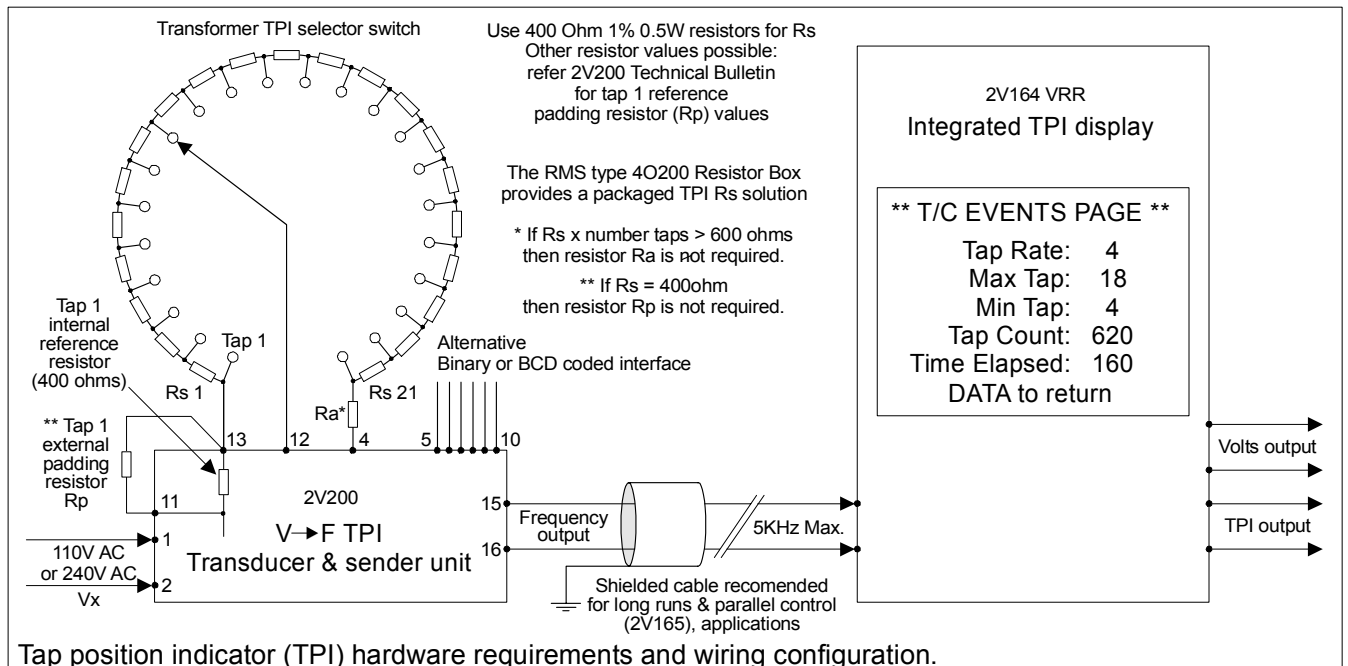 Transformer TPI selector switch
Use 400 Ohm 1% 0.5W resistors for Rs
Other resistor values possible:
refer 2V200 Technical Bulletin
for tap 1 reference
padding resistor (Rp) values
The RMS type 4O200 Resistor Box
provides a packaged TPI Rs solution
* If Rs x number taps > 600 ohms
then resistor Ra is not required.
** If Rs = 400ohm
then resistor Rp is not required.
2V164 VRR
Integrated TPI display
** T/C EVENTS PAGE **
Tap Rate: 4
Max Tap: 18
Min Tap: 4
Tap Count: 620
Time Elapsed: 160
DATA to return
Tap 1
internal
reference
resistor
(400 ohms)
Tap 1
Rs 1
Rs 21
Ra*
Alternative
Binary or BCD coded interface
** Tap 1
external
padding
resistor
Rp
13
12
4
5
10
11
1
2
15
16
2V200
V→F TPI
Transducer & sender unit
110V AC
or 240V AC
Vx
Frequency
output
5KHz Max.
Shielded cable recomended
for long runs & parallel control
(2V165), applications
Volts output
TPI output
Tap position indicator (TPI) hardware requirements and wiring configuration.